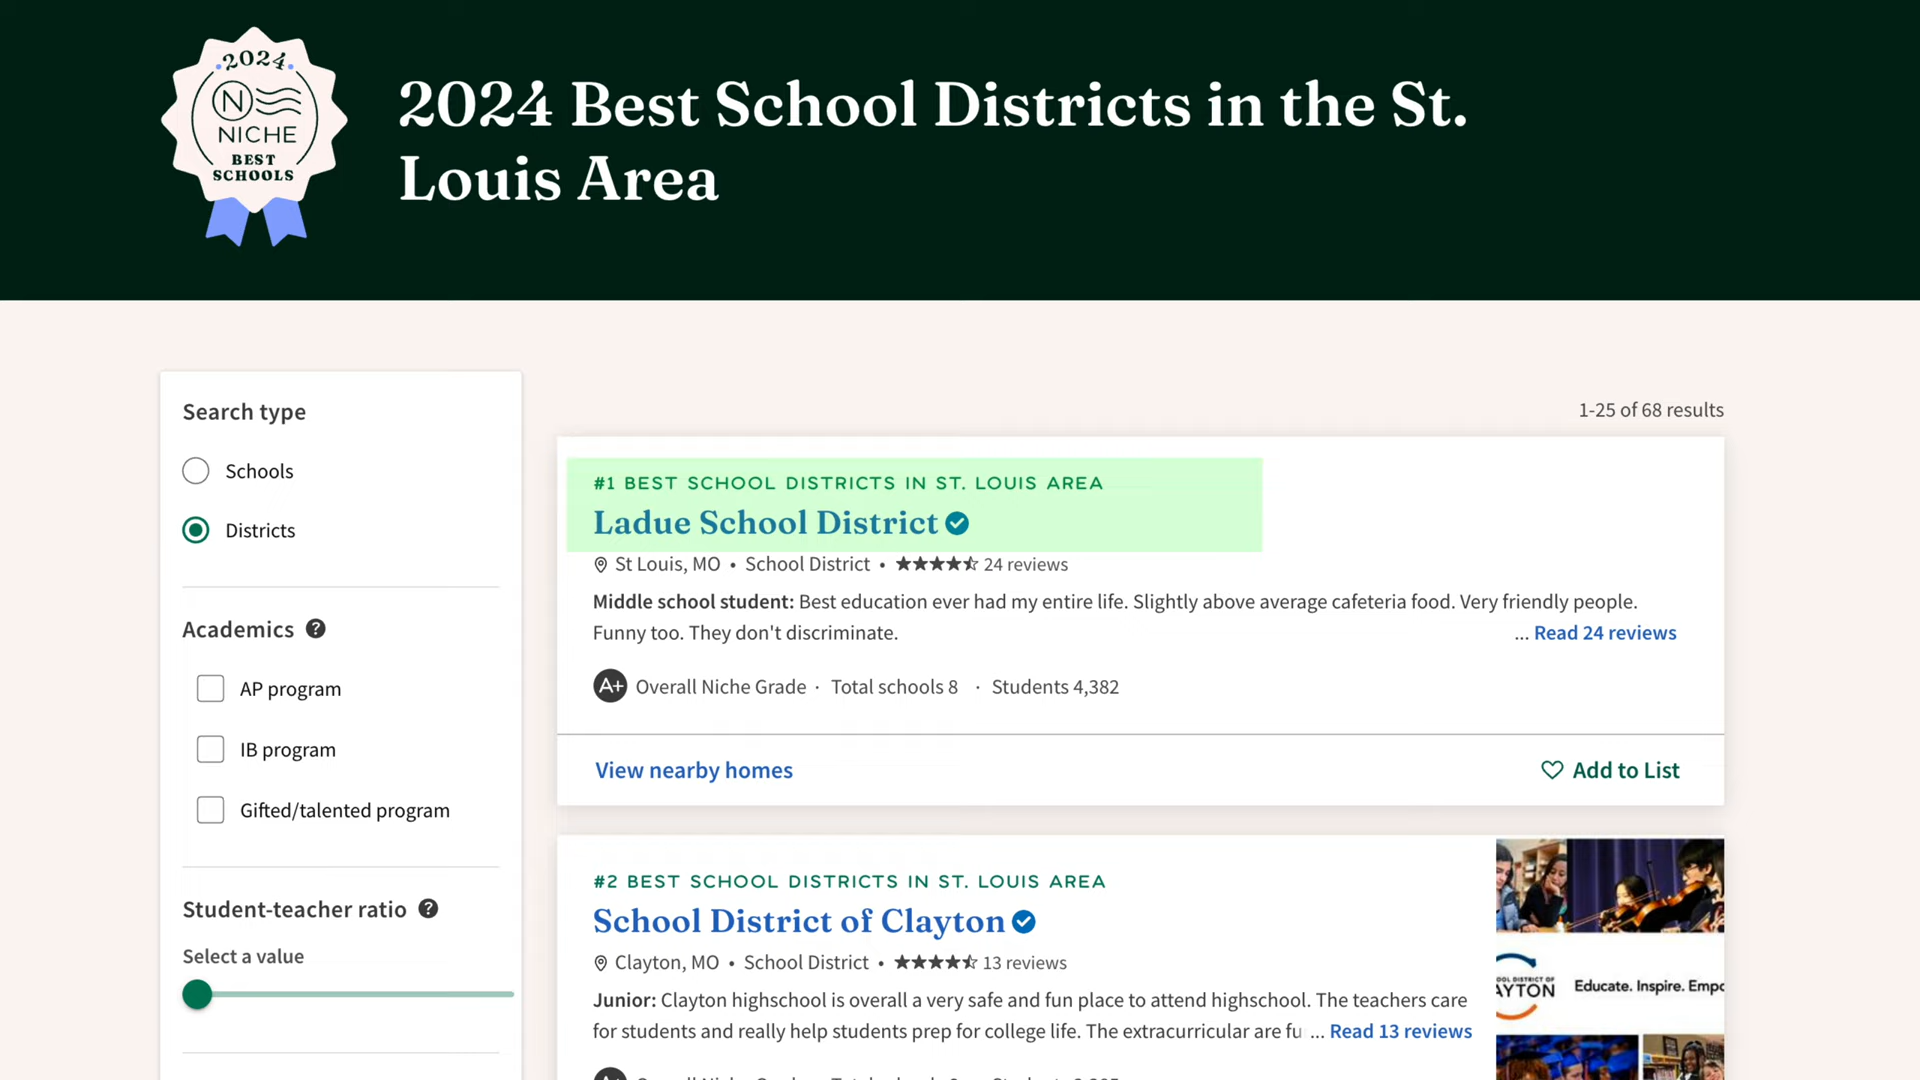 2024
NICHE
BEST
SCHOOLS
2024 Best School Districts in the St.
Louis Area
Search type
Schools
Districts
Academics ?
AP program
IB program
Gifted/talented program
Student-teacher ratio ?
Select a value
1-25 of 68 results
#1 BEST SCHOOL DISTRICTS IN ST. LOUIS AREA
Ladue School District
St Louis, MO • School District • 24 reviews
Middle school student: Best education ever had my entire life. Slightly above average cafeteria food. Very friendly people.
Funny too. They don't discriminate. ... Read 24 reviews
A+ Overall Niche Grade · Total schools 8 · Students 4,382
View nearby homes
Add to List
#2 BEST SCHOOL DISTRICTS IN ST. LOUIS AREA
School District of Clayton
Clayton, MO • School District • 13 reviews
Junior: Clayton highschool is overall a very safe and fun place to attend highschool. The teachers care
for students and really help students prep for college life. The extracurricular are fu ... Read 13 reviews
OOL DISTRICT OF
AYTON
Educate. Inspire. Empo